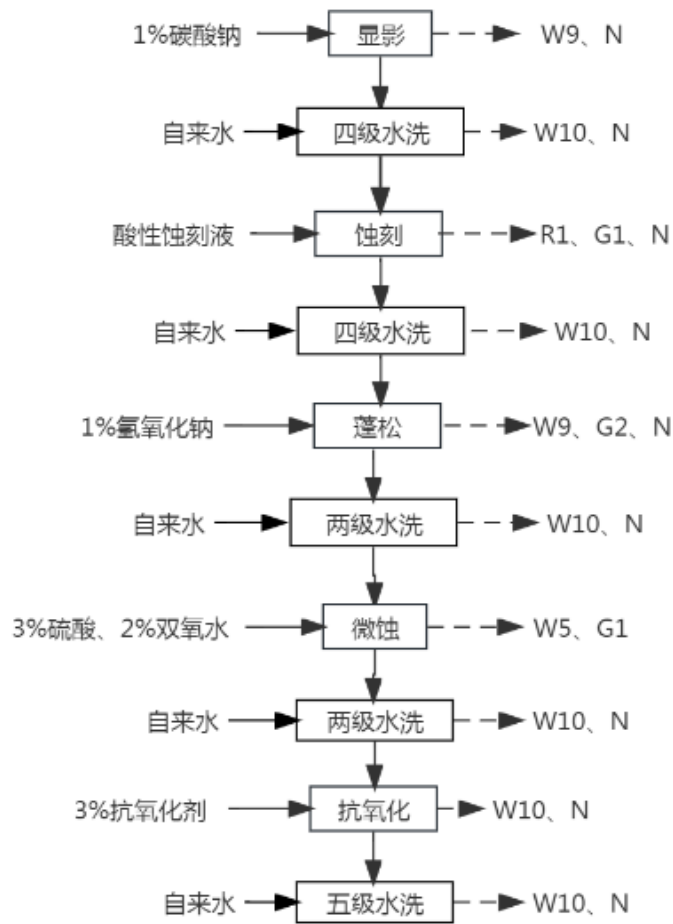 1%碳酸钠 显影 W9、N
自来水 四级水洗 W10、N
酸性蚀刻液 蚀刻 R1、G1、N
自来水 四级水洗 W10、N
1%氢氧化钠 蓬松 W9、G2、N
自来水 两级水洗 W10、N
3%硫酸、2%双氧水 微蚀 W5、G1
自来水 两级水洗 W10、N
3%抗氧化剂 抗氧化 W10、N
自来水 五级水洗 W10、N